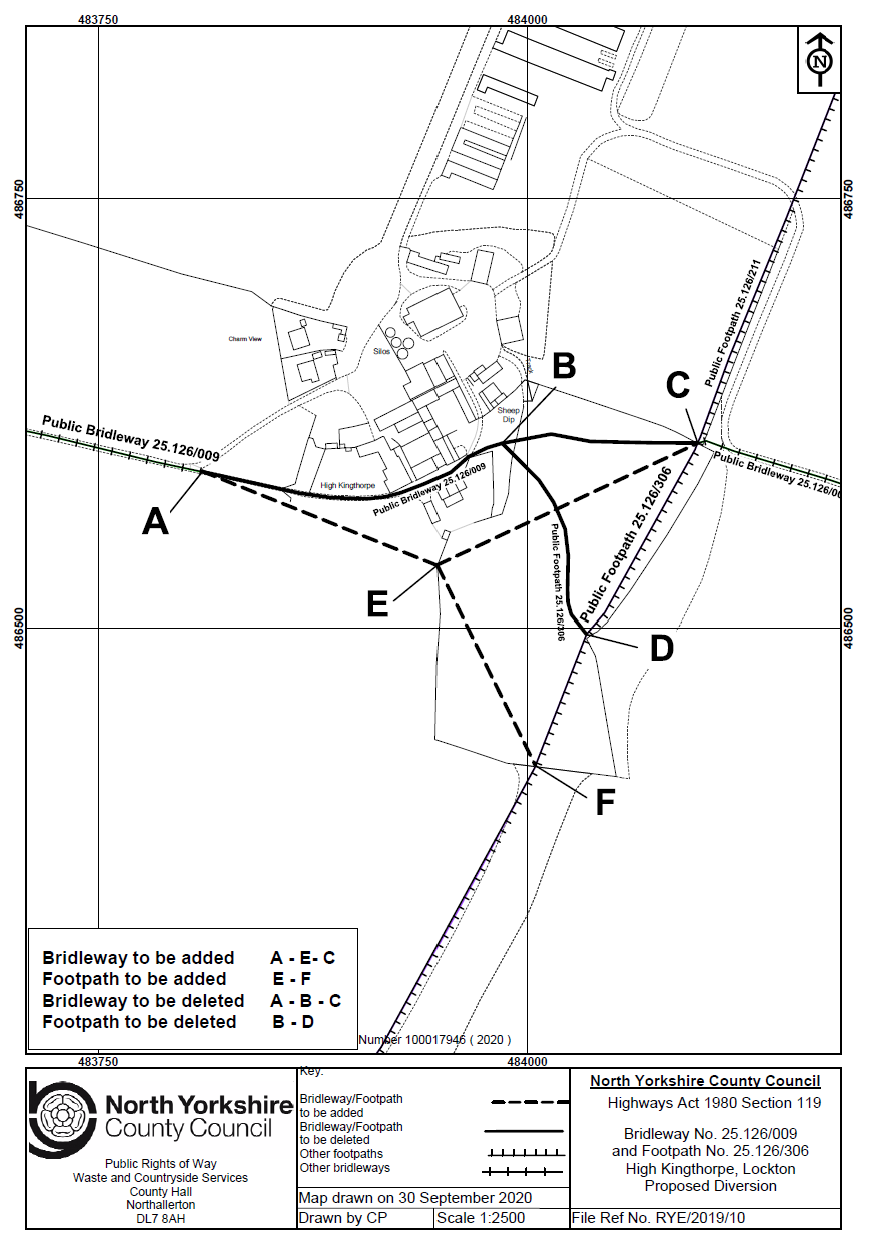 483750
484000
N
486750
486750
Public Footpath 25.126/211
Charm View
Silos
Track
B
C
Sheep
Dip
Public Bridleway 25.126/009
High Kingthorpe
Public Bridleway 25.126/009
Public Bridleway 25.126/00
A
Public Footpath 25.126/306
Public Footpath 25.126/306
E
486500
486500
D
F
Bridleway to be added A - E- C
Footpath to be added E - F
Bridleway to be deleted A - B - C
Footpath to be deleted B - D
Number 100017946 ( 2020 )
483750
484000
North Yorkshire
County Council
Public Rights of Way
Waste and Countryside Services
County Hall
Northallerton
DL7 8AH
Key:
Bridleway/Footpath
to be added
Bridleway/Footpath
to be deleted
Other footpaths
Other bridleways
Map drawn on 30 September 2020
Drawn by CP
Scale 1:2500
North Yorkshire County Council
Highways Act 1980 Section 119
Bridleway No. 25.126/009
and Footpath No. 25.126/306
High Kingthorpe, Lockton
Proposed Diversion
File Ref No. RYE/2019/10